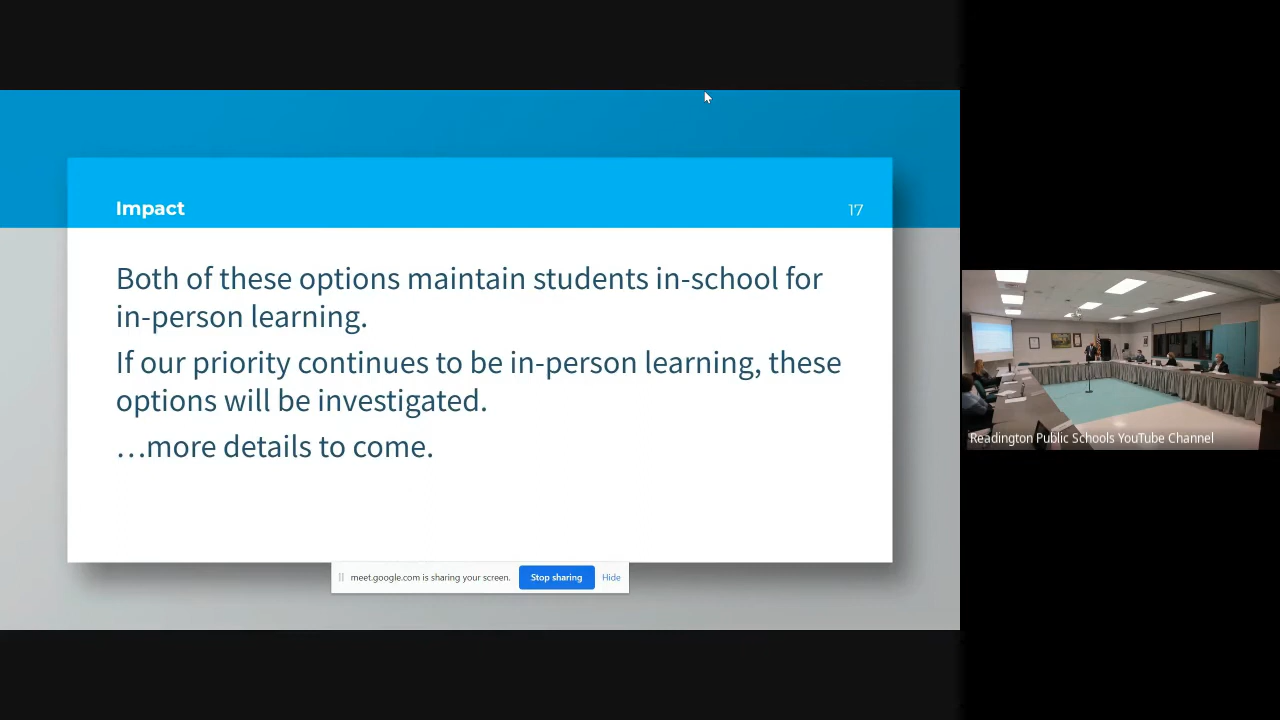 Impact
17
Both of these options maintain students in-school for
in-person learning.
If our priority continues to be in-person learning, these
options will be investigated.
…more details to come.
meet.google.com is sharing your screen.
Stop sharing
Hide
Readington Public Schools YouTube Channel